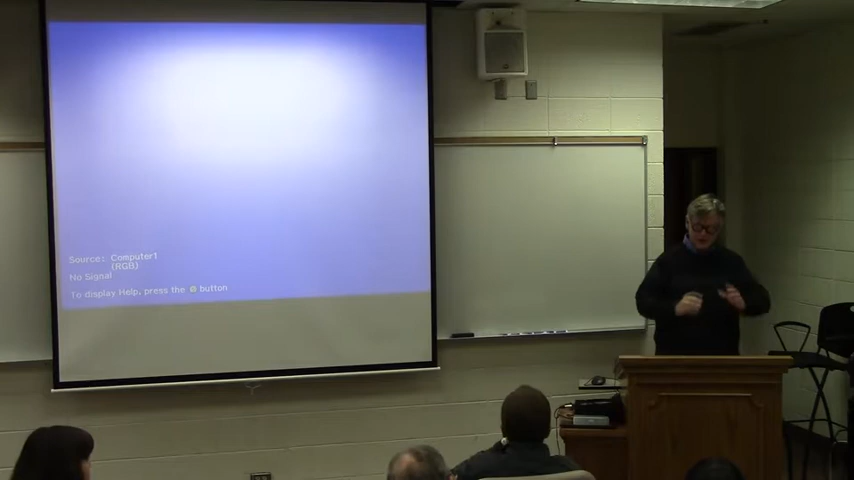 Source: Computer1
(RGB)
No Signal
To display Help, press the button